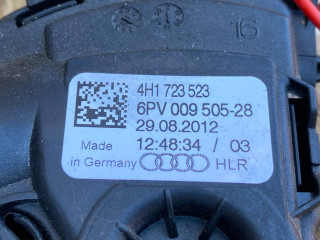 16
4H1 723 523
6PV 009 505-28
29.08.2012
Made 12:48:34 / 03
in Germany HLR